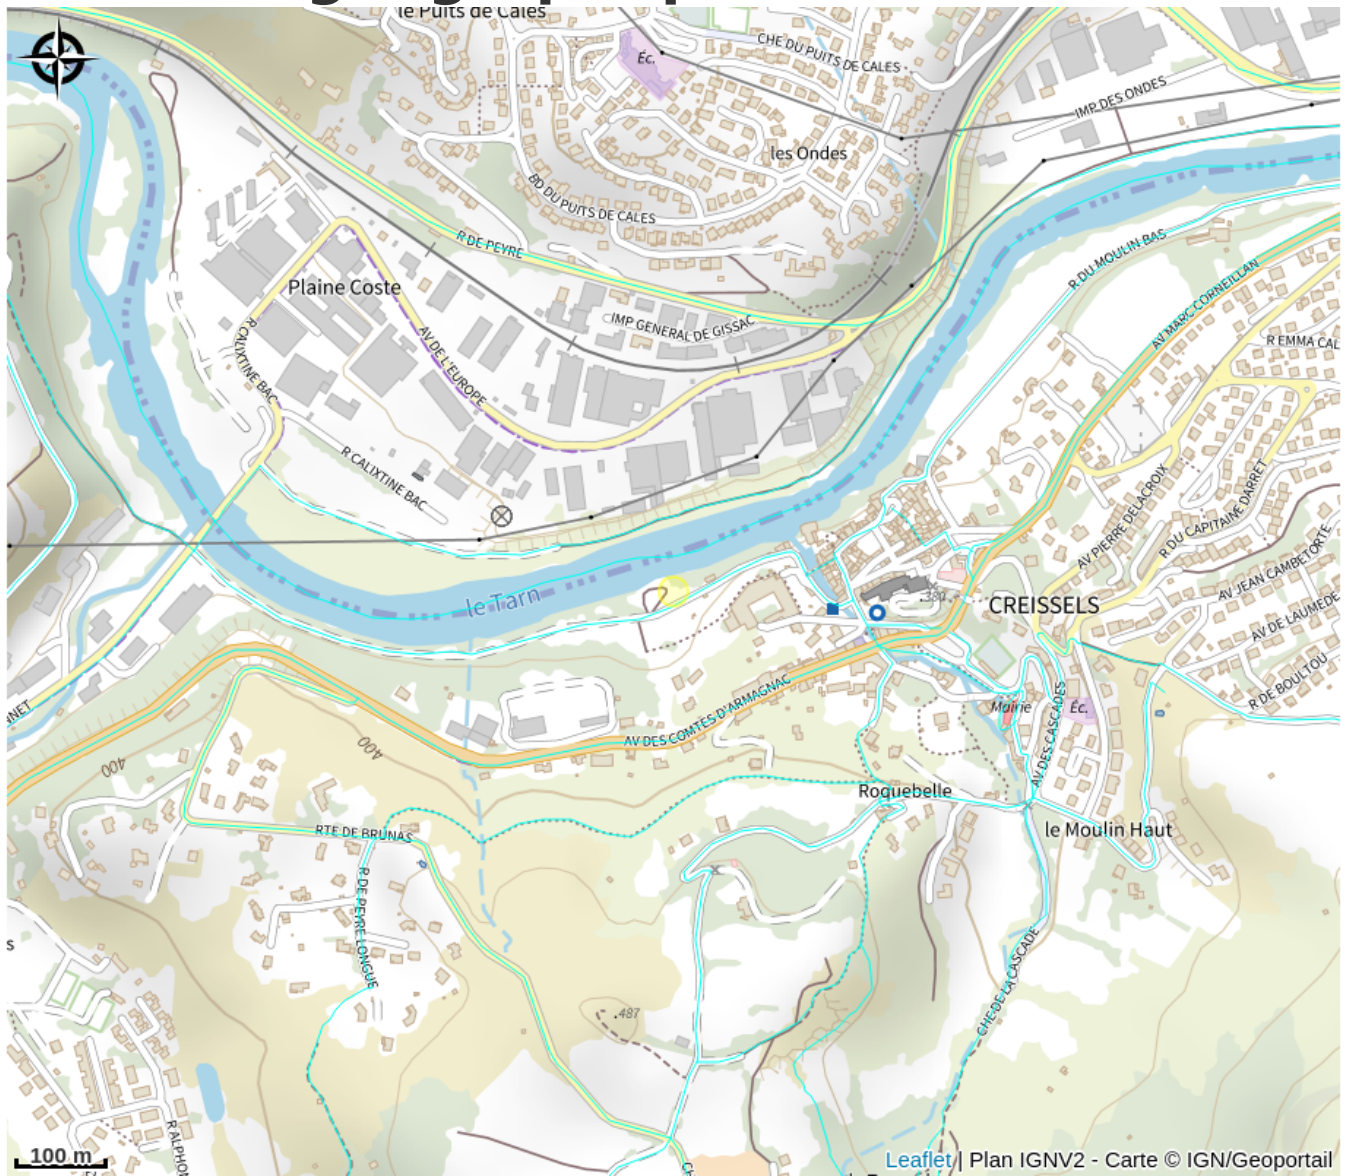 le Puits de Cales
Éc.
CHE DU PUITS DE CALES
IMP DES ONDES
les Ondes
BD DU PUITS DE CALES
R DE PEYRE
R DU MOULIN BAS
Plaine Coste
AV MARC CORNEILLAN
IMP GENERAL DE GISSAC
R CALIXTINE BAC
AV DE L'EUROPE
R EMMA CAL
R CALIXTINE BAC
AV PIERRE DELACROIX
R DU CAPITAINE DARRET
AV JEAN CAMBETORTE
le Tarn
CREISSELS
AV DE LAUMEDE
R DE BOULTOU
NNET
AV DES COMTES D'ARMAGNAC
Mairie
Éc.
AV DES CASCADES
400
400
Roquebelle
le Moulin Haut
RTE DE BRUNAS
R DE PEYRE LONGUE
s
CHE DE LA CASCADE
.487
R ALPHON
100 m
CH
Leaflet | Plan IGNV2 - Carte © IGN/Geoportail